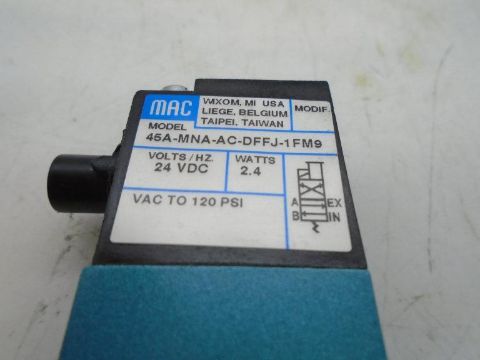 MAC
WIXOM, MI USA
LIEGE, BELGIUM
TAIPEI, TAIWAN
MODIF.
MODEL
45A-MNA-AC-DFFJ-1FM9
VOLTS/HZ.
24 VDC
WATTS
2.4
VAC TO 120 PSI
A EX
B IN